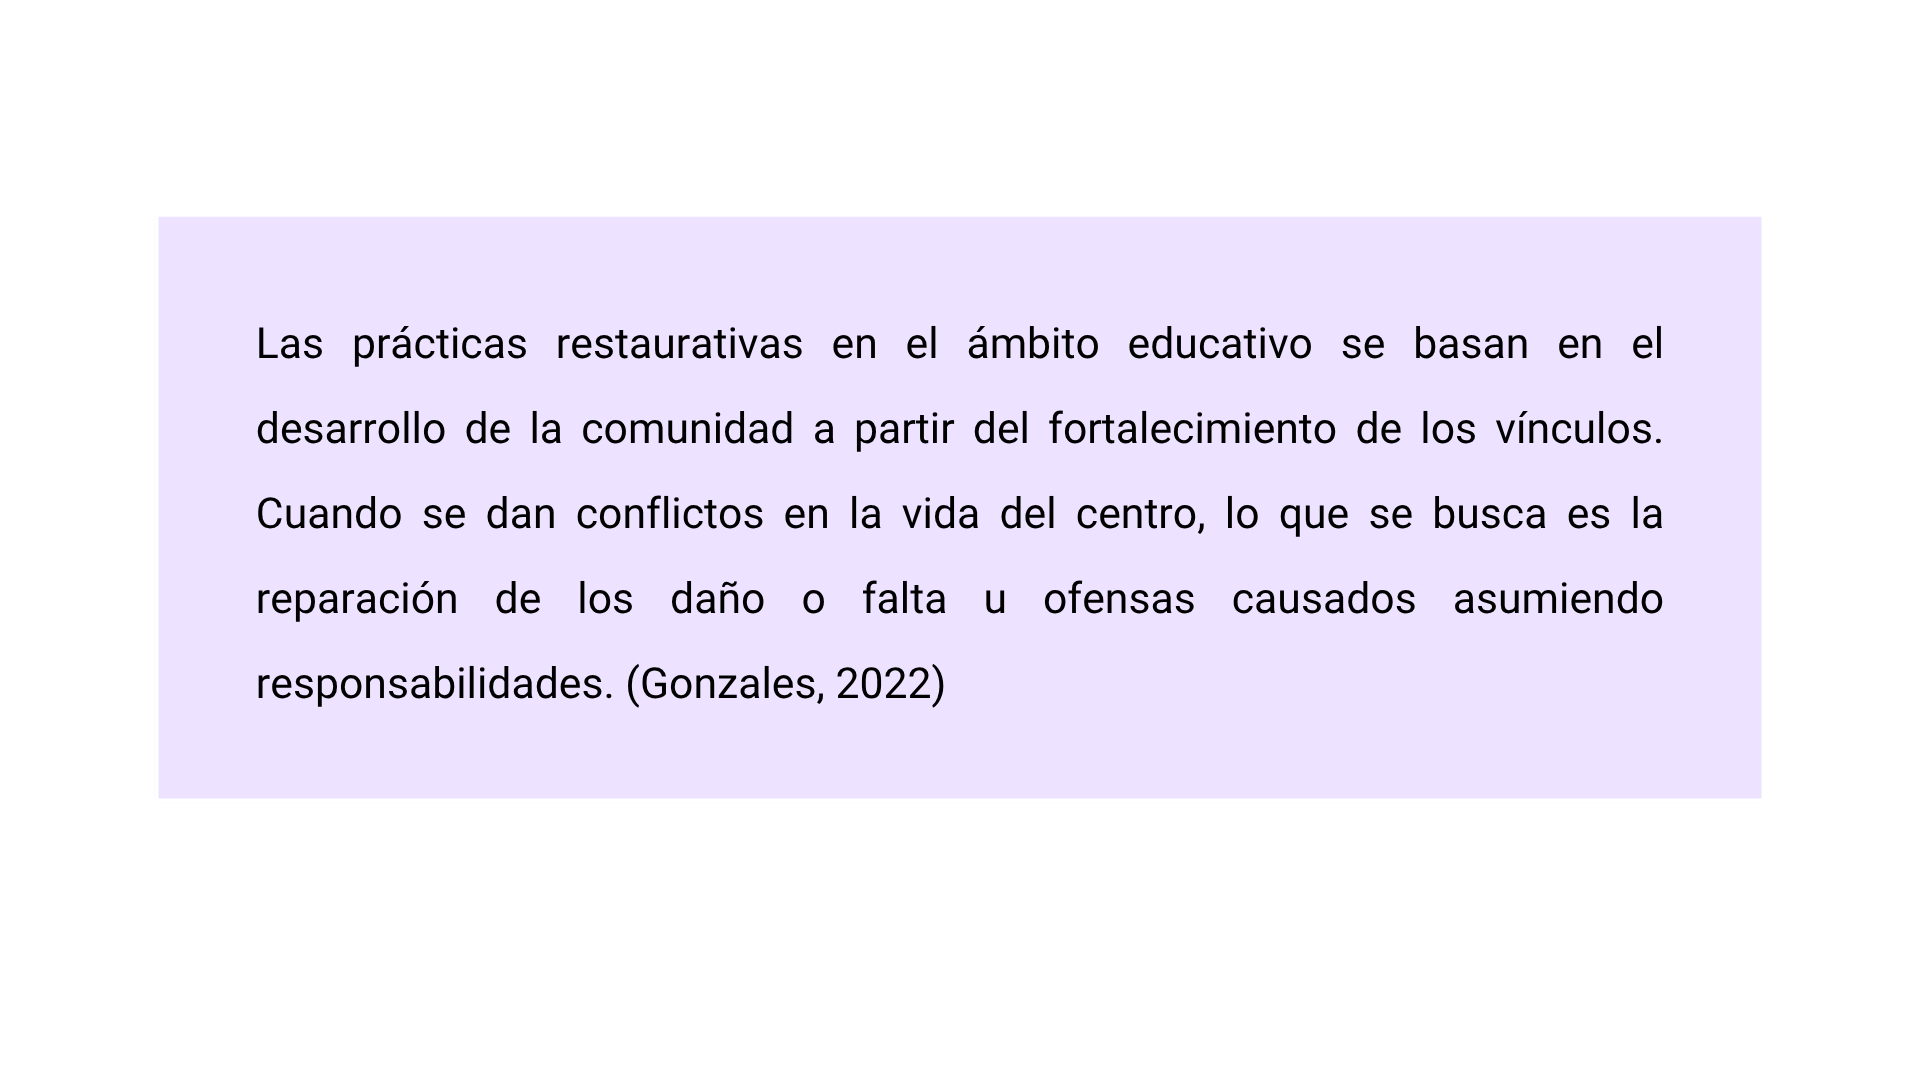 Las prácticas restaurativas en el ámbito educativo se basan en el
desarrollo de la comunidad a partir del fortalecimiento de los vínculos.
Cuando se dan conflictos en la vida del centro, lo que se busca es la
reparación de los daño o falta u ofensas causados asumiendo
responsabilidades. (Gonzales, 2022)